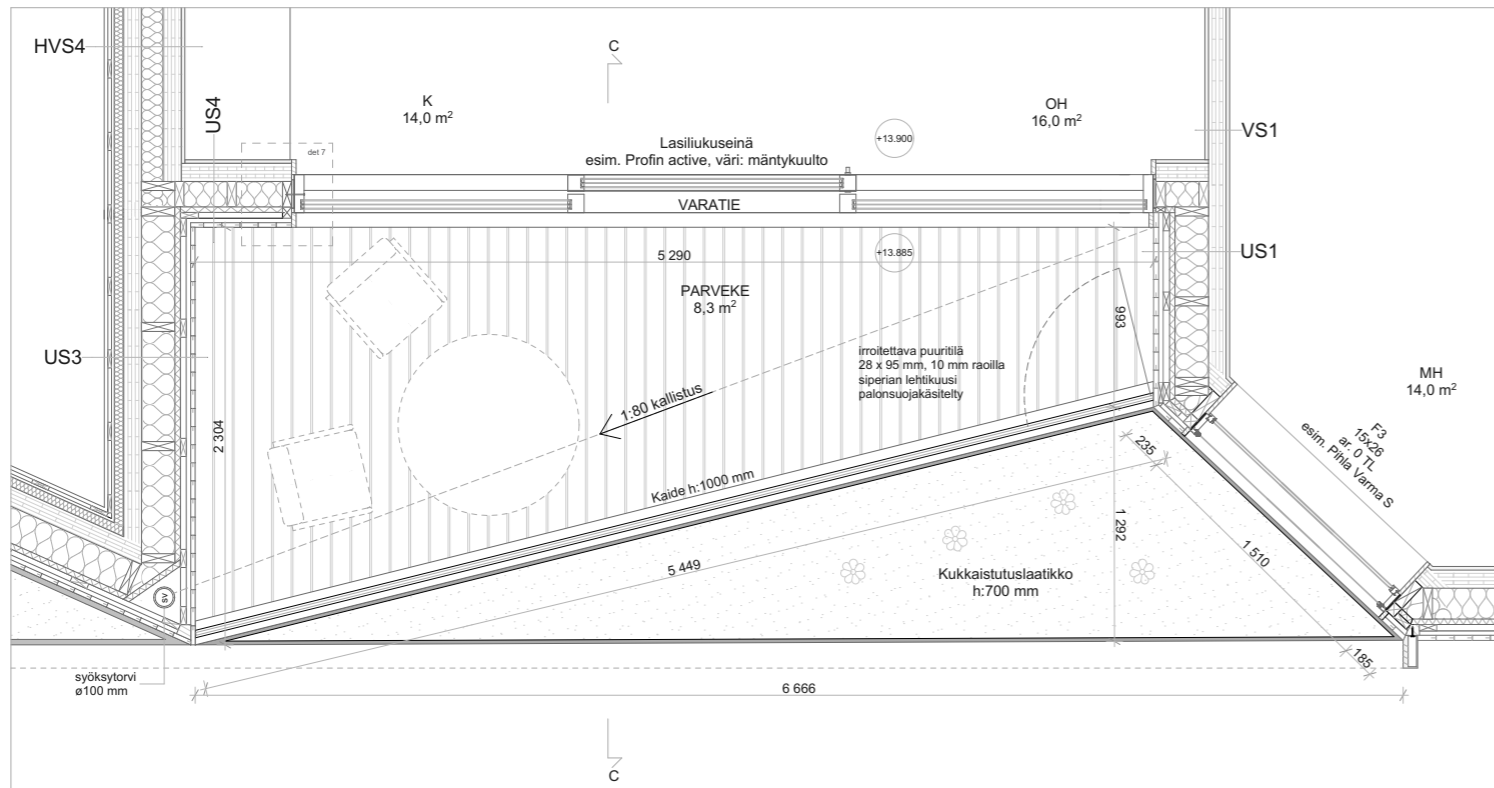 HVS4
C
K
14,0 m²
OH
16,0 m²
US4
det 7
Lasiliukuseinä
esim. Profin active, väri: mäntykuulto
+13.900
VS1
VARATIE
5 290
+13.885
US1
PARVEKE
8,3 m²
993
US3
irroitettava puuritilä
28 x 95 mm, 10 mm raoilla
siperian lehtikuusi
palonsuojakäsitelty
MH
14,0 m²
1:80 kallistus
2 304
F3
15x26
ar. 0 TL
esim. Pihla Varma S
235
Kaide h:1000 mm
1 292
5 449
1 510
Kukkaistutuslaatikko
h:700 mm
sv
185
syöksytorvi
ø100 mm
6 666
C